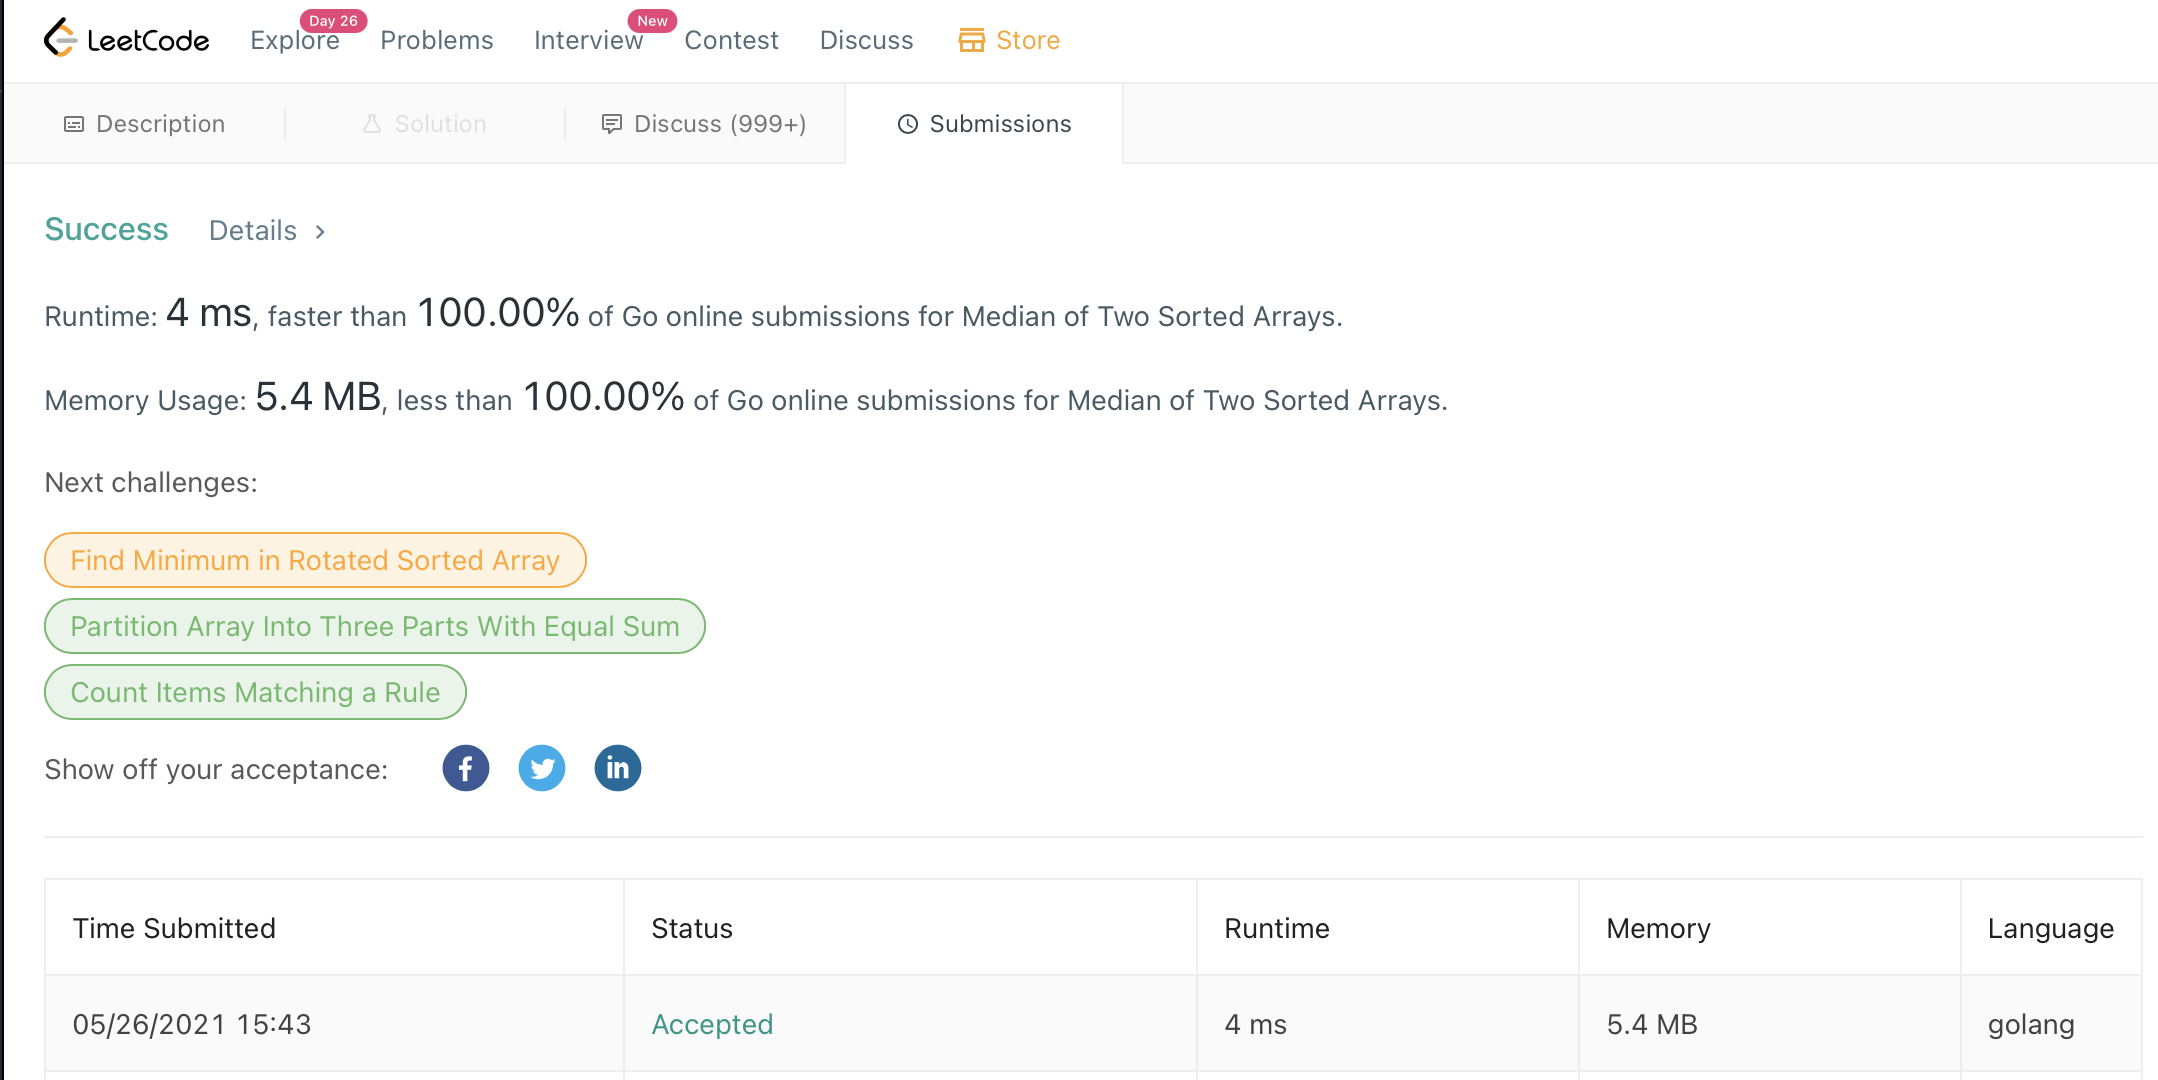 Day 26 New
LeetCode Explore Problems Interview Contest Discuss Store
Description Solution Discuss (999+) Submissions
Success Details
Runtime: 4 ms, faster than 100.00% of Go online submissions for Median of Two Sorted Arrays.
Memory Usage: 5.4 MB, less than 100.00% of Go online submissions for Median of Two Sorted Arrays.
Next challenges:
Find Minimum in Rotated Sorted Array
Partition Array Into Three Parts With Equal Sum
Count Items Matching a Rule
Show off your acceptance:
Time Submitted Status Runtime Memory Language
05/26/2021 15:43 Accepted 4 ms 5.4 MB golang